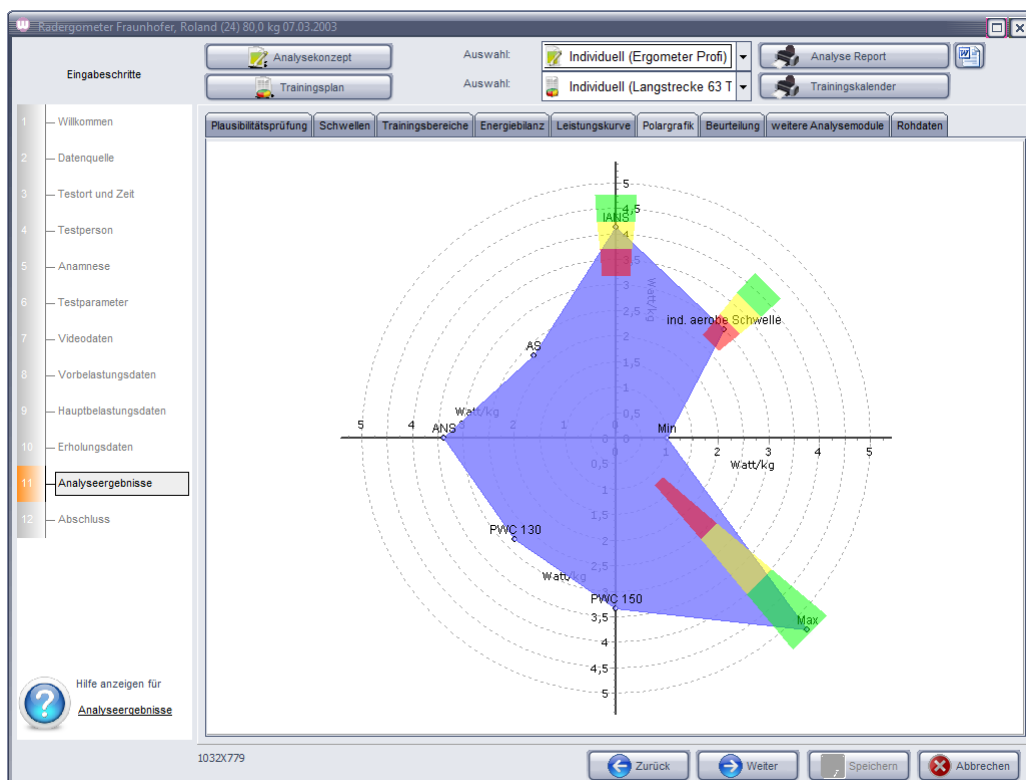 Radergometer Fraunhofer, Roland (24) 80,0 kg 07.03.2003
Eingabeschritte
Analysekonzept
Auswahl:
Individuell (Ergometer Profi)
Analyse Report
Trainingsplan
Auswahl:
Individuell (Langstrecke 63 T
Trainingskalender
1 Willkommen
2 Datenquelle
3 Testort und Zeit
4 Testperson
5 Anamnese
6 Testparameter
7 Videodaten
8 Vorbelastungsdaten
9 Hauptbelastungsdaten
10 Erholungsdaten
11 Analyseergebnisse
12 Abschluss
Plausibilitätsprüfung Schwellen Trainingsbereiche Energiebilanz Leistungskurve Polargrafik Beurteilung weitere Analysemodule Rohdaten
5
4,5
IANS
4
3,5
3
Watt/kg
2,5
ind. aerobe Schwelle
2
AS
1,5
1
Watt/kg
0,5
ANS
Min
5 4 3 2 1 0 0 1 2 3 4 5
Watt/kg
0,5
1
1,5
PWC 130
2
2,5
Watt/kg
3
PWC 150
3,5
Max
4
4,5
5
Hilfe anzeigen für
Analyseergebnisse
1032X779
Zurück
Weiter
Speichern
Abbrechen